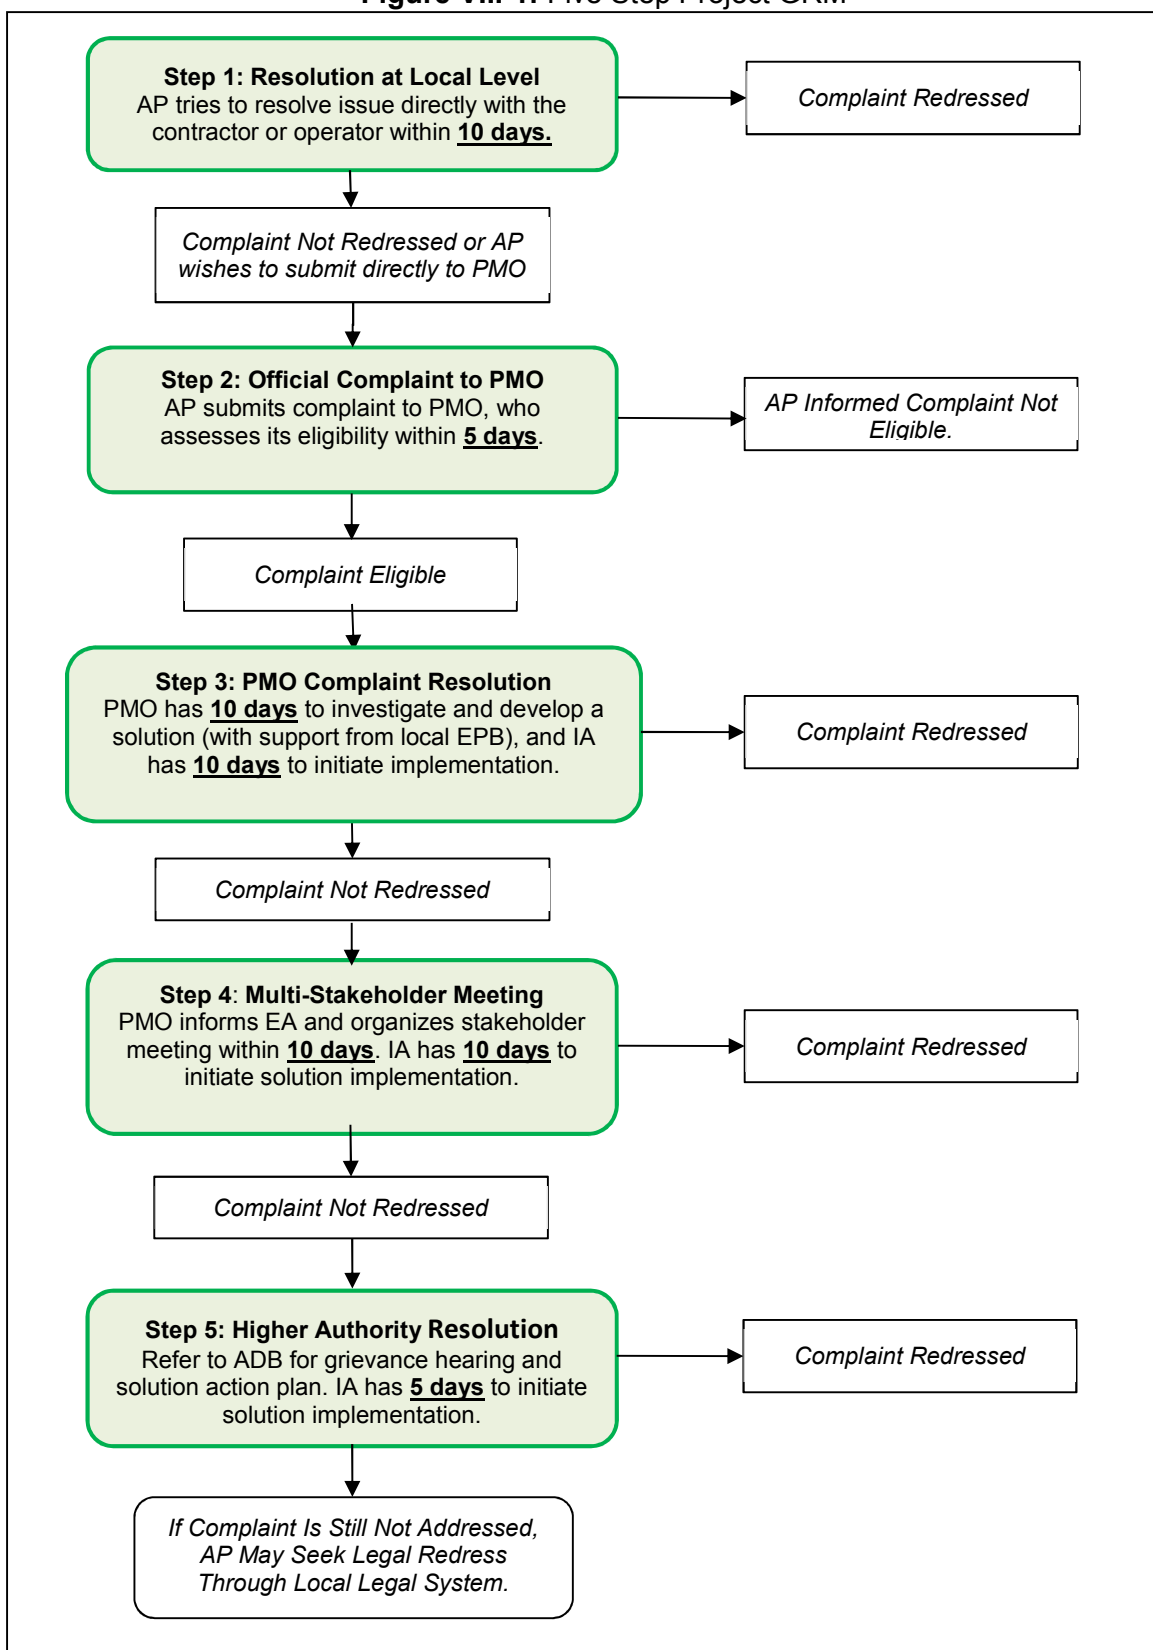 Figure VIII-1: Five Step Project GRM
Step 1: Resolution at Local Level
AP tries to resolve issue directly with the
contractor or operator within 10 days.
Complaint Redressed
Complaint Not Redressed or AP
wishes to submit directly to PMO
Step 2: Official Complaint to PMO
AP submits complaint to PMO, who
assesses its eligibility within 5 days.
AP Informed Complaint Not
Eligible.
Complaint Eligible
Step 3: PMO Complaint Resolution
PMO has 10 days to investigate and develop a
solution (with support from local EPB), and IA
has 10 days to initiate implementation.
Complaint Redressed
Complaint Not Redressed
Step 4: Multi-Stakeholder Meeting
PMO informs EA and organizes stakeholder
meeting within 10 days. IA has 10 days to
initiate solution implementation.
Complaint Redressed
Complaint Not Redressed
Step 5: Higher Authority Resolution
Refer to ADB for grievance hearing and
solution action plan. IA has 5 days to initiate
solution implementation.
Complaint Redressed
If Complaint Is Still Not Addressed,
AP May Seek Legal Redress
Through Local Legal System.